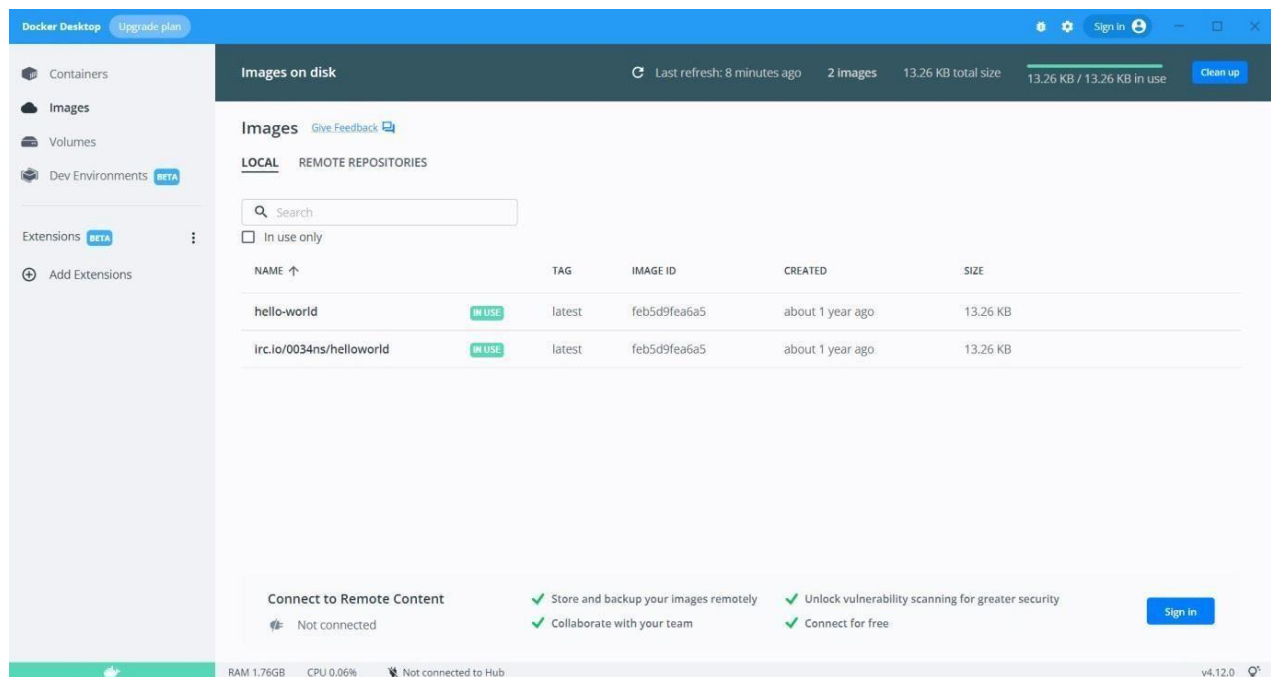 Docker Desktop Upgrade plan Sign in
Containers
Images
Volumes
Dev Environments BETA
Extensions BETA
Add Extensions
Images on disk Last refresh: 8 minutes ago 2 images 13.26 KB total size 13.26 KB / 13.26 KB in use Clean up
Images Give Feedback
LOCAL REMOTE REPOSITORIES
Search
In use only
NAME TAG IMAGE ID CREATED SIZE
hello-world IN USE latest feb5d9fea6a5 about 1 year ago 13.26 KB
irc.io/0034ns/helloworld IN USE latest feb5d9fea6a5 about 1 year ago 13.26 KB
Connect to Remote Content
Not connected
Store and backup your images remotely
Collaborate with your team
Unlock vulnerability scanning for greater security
Connect for free
Sign in
RAM 1.76GB CPU 0.06% Not connected to Hub v4.12.0